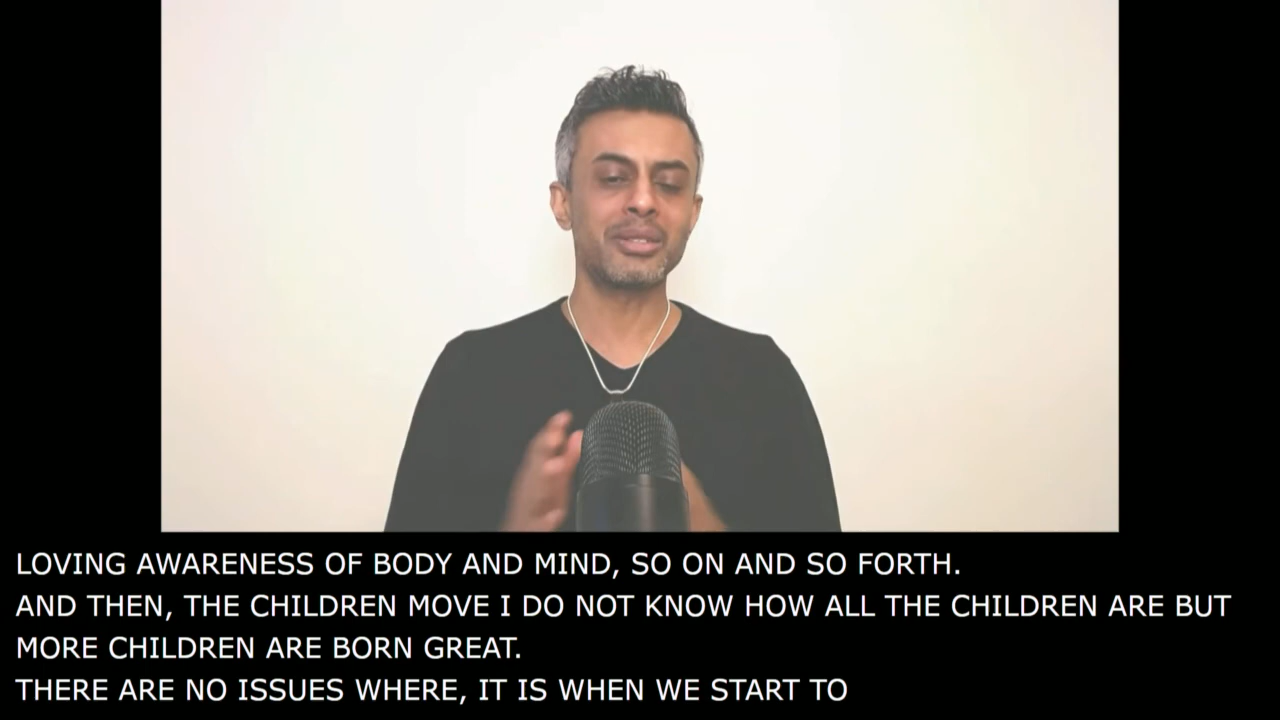 LOVING AWARENESS OF BODY AND MIND, SO ON AND SO FORTH.
AND THEN, THE CHILDREN MOVE I DO NOT KNOW HOW ALL THE CHILDREN ARE BUT
MORE CHILDREN ARE BORN GREAT.
THERE ARE NO ISSUES WHERE, IT IS WHEN WE START TO